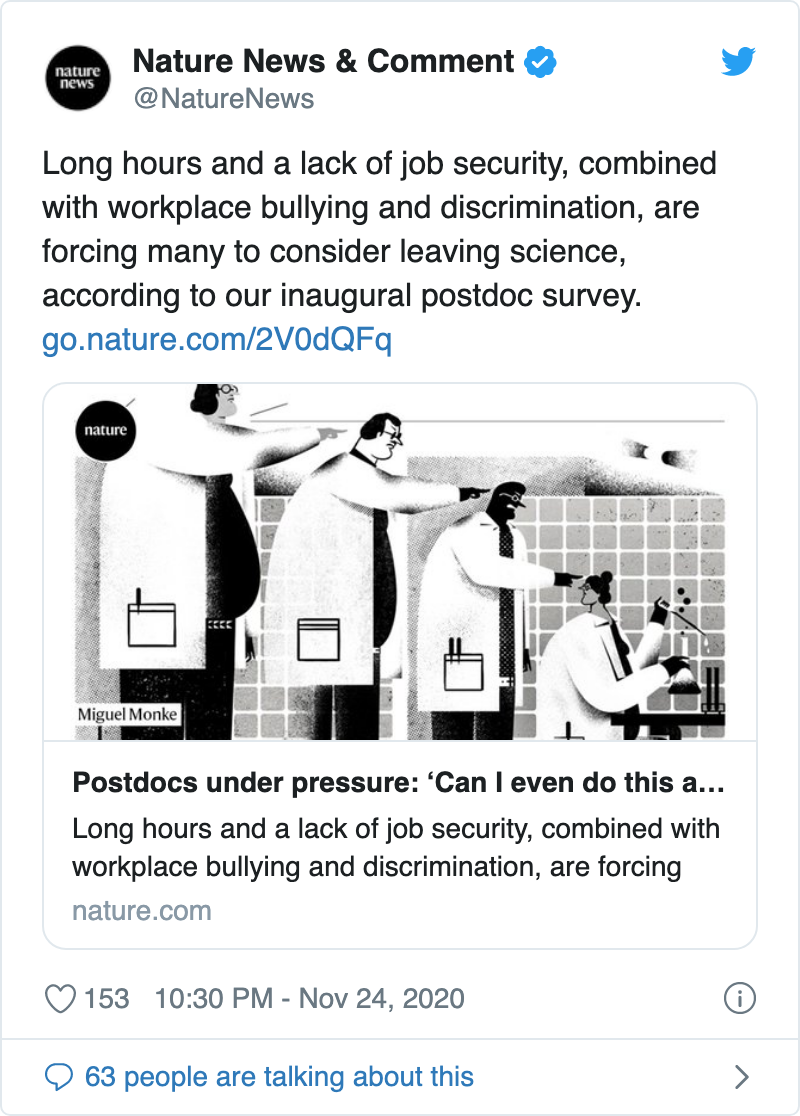 nature
news
Nature News & Comment
@NatureNews
Long hours and a lack of job security, combined
with workplace bullying and discrimination, are
forcing many to consider leaving science,
according to our inaugural postdoc survey.
go.nature.com/2V0dQFq
nature
Miguel Monke
Postdocs under pressure: ‘Can I even do this a…
Long hours and a lack of job security, combined with
workplace bullying and discrimination, are forcing
nature.com
153 10:30 PM - Nov 24, 2020
63 people are talking about this